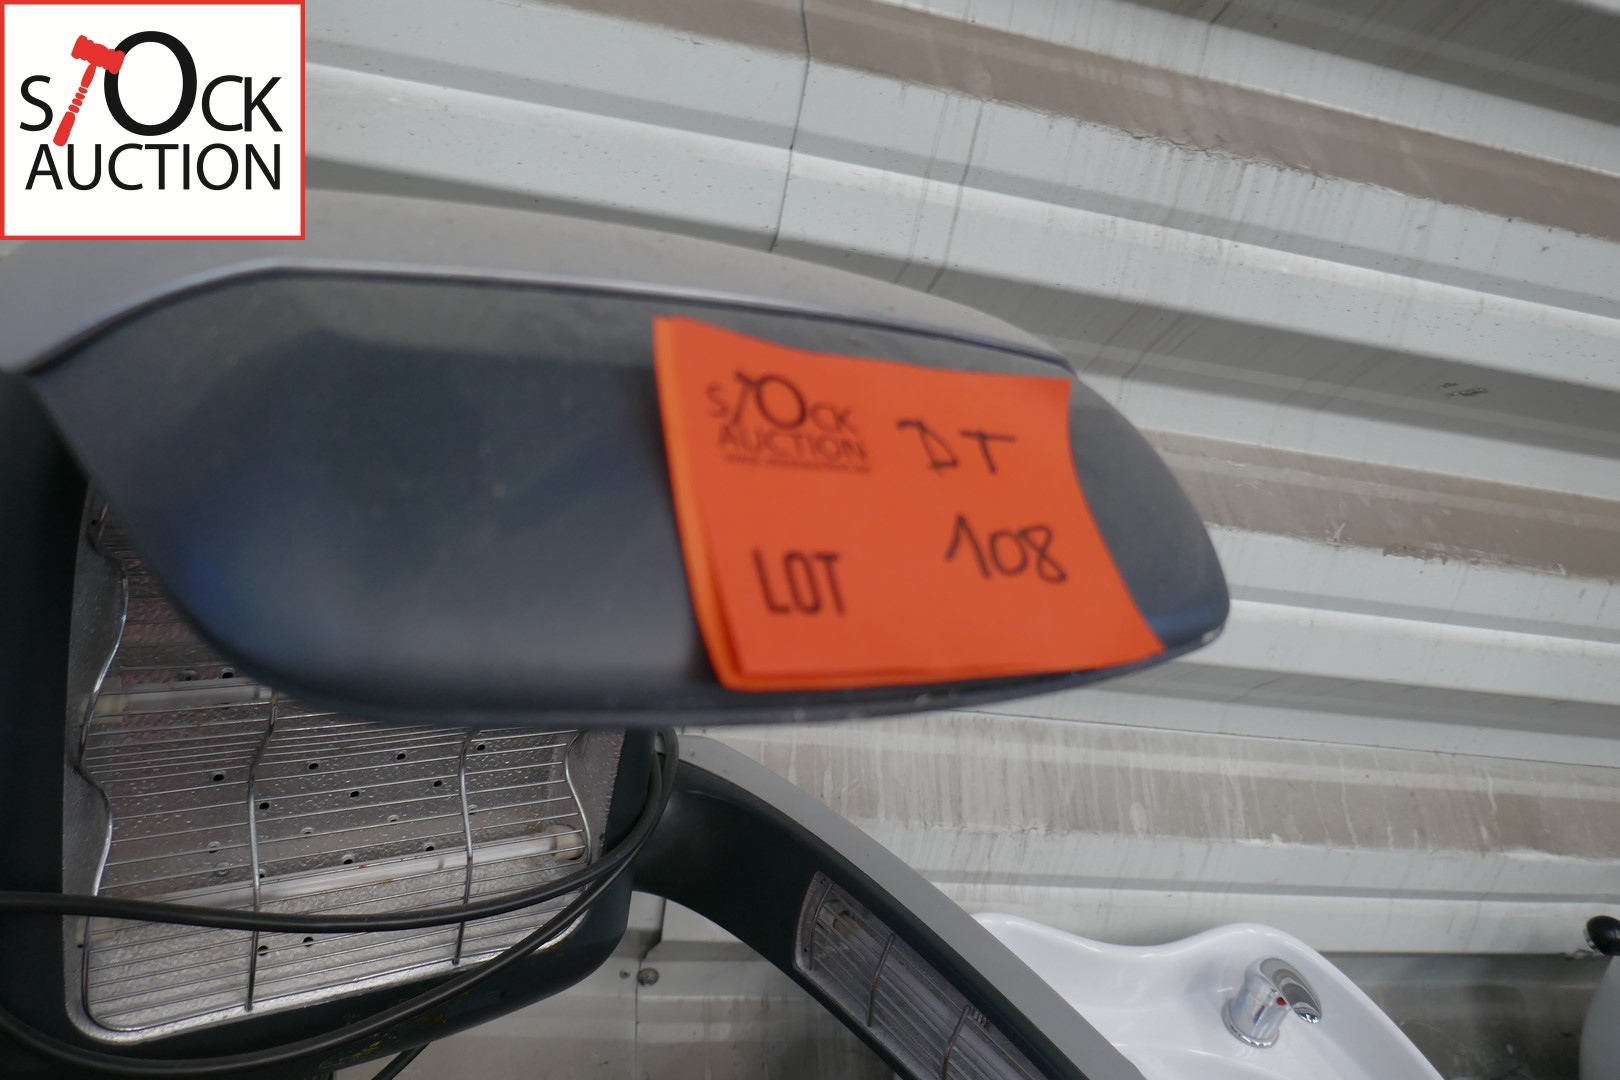 STOCK
AUCTION
STOCK
AUCTION
DT
LOT 108